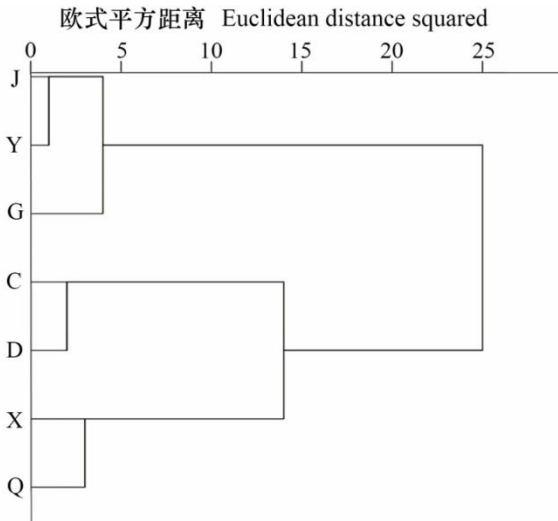 欧式平方距离 Euclidean distance squared
0 5 10 15 20 25
J
Y
G
C
D
X
Q